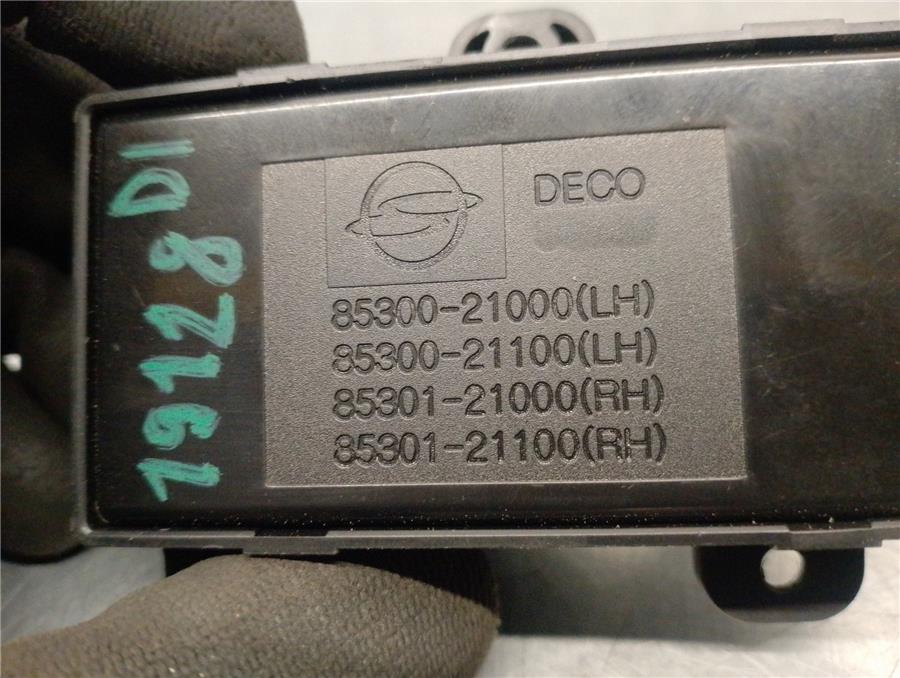 DECO
85300-21000(LH)
85300-21100(LH)
85301-21000(RH)
85301-21100(RH)
19128 DI